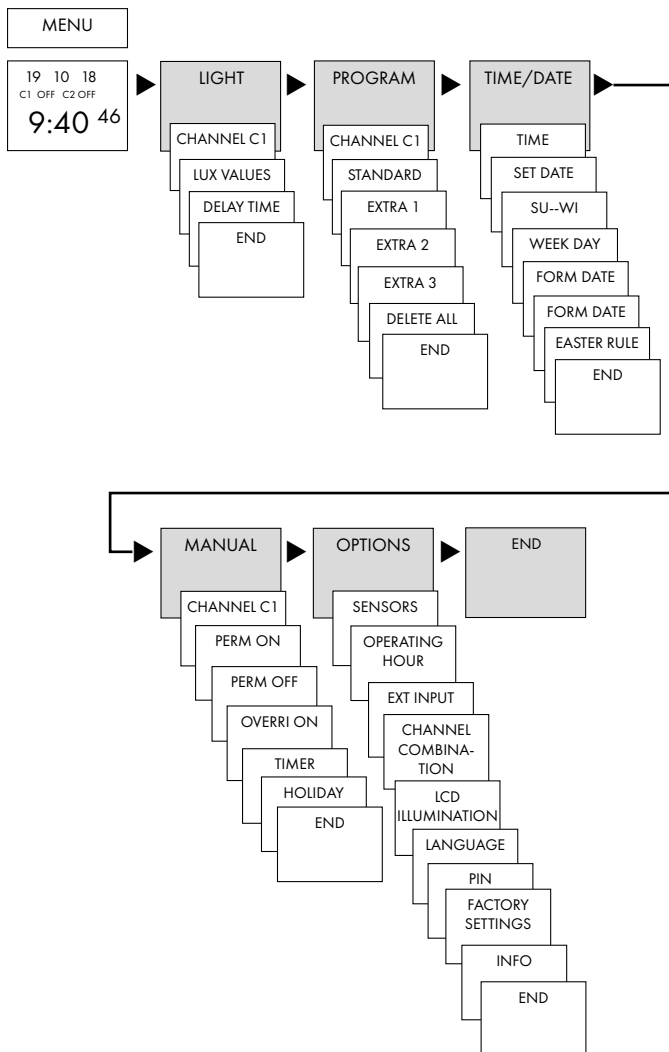 MENU
19 10 18
C1 OFF C2 OFF
9:40 46
LIGHT
CHANNEL C1
LUX VALUES
DELAY TIME
END
PROGRAM
CHANNEL C1
STANDARD
EXTRA 1
EXTRA 2
EXTRA 3
DELETE ALL
END
TIME/DATE
TIME
SET DATE
SU--WI
WEEK DAY
FORM DATE
FORM DATE
EASTER RULE
END
MANUAL
CHANNEL C1
PERM ON
PERM OFF
OVERRI ON
TIMER
HOLIDAY
END
OPTIONS
SENSORS
OPERATING
HOUR
EXT INPUT
CHANNEL
COMBINA-
TION
LCD
ILLUMINATION
LANGUAGE
PIN
FACTORY
SETTINGS
INFO
END
END